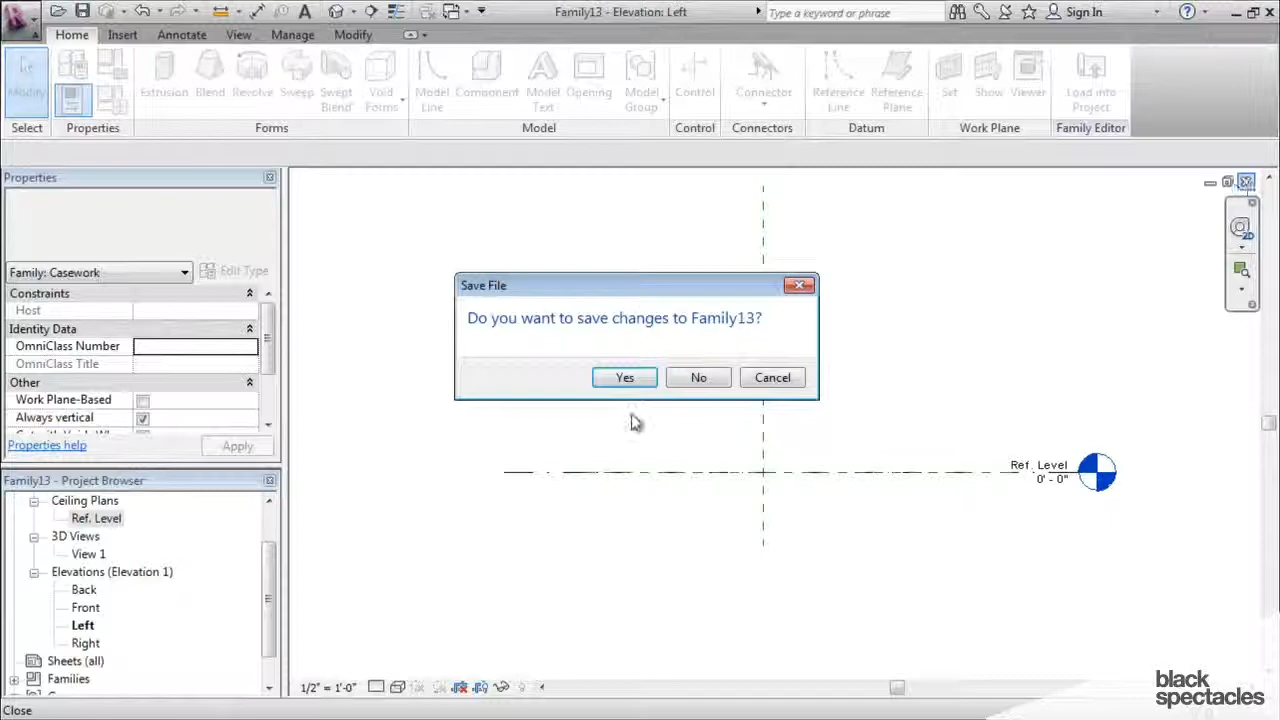 Family13 - Elevation: Left
Type a keyword or phrase
Sign In
Home
Insert
Annotate
View
Manage
Modify
Modify
Extrusion
Blend
Revolve
Sweep
Swept Blend
Void Forms
Model Line
Component
Model Text
Opening
Model Group
Control
Connector
Reference Line
Reference Plane
Set
Show
Viewer
Load into Project
Select
Properties
Forms
Model
Control
Connectors
Datum
Work Plane
Family Editor
Properties
Family: Casework
Edit Type
Constraints
Host
Identity Data
OmniClass Number
OmniClass Title
Other
Work Plane-Based
Always vertical
Properties help
Apply
Family13 - Project Browser
Ceiling Plans
Ref. Level
3D Views
View 1
Elevations (Elevation 1)
Back
Front
Left
Right
Sheets (all)
Families
Save File
Do you want to save changes to Family13?
Yes
No
Cancel
Ref. Level
0' - 0"
2D
1/2" = 1'-0"
Close
black
spectacles